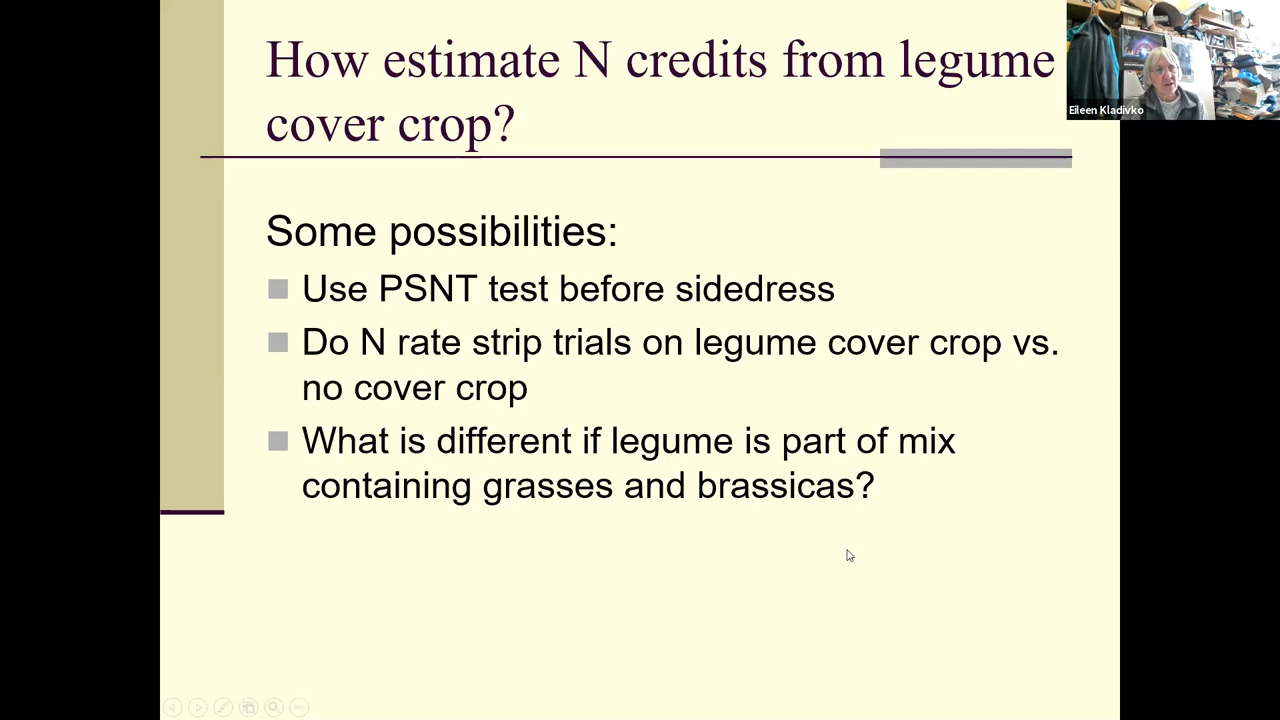 How estimate N credits from legume
cover crop?
Eileen Kladivko
Some possibilities:
Use PSNT test before sidedress
Do N rate strip trials on legume cover crop vs.
no cover crop
What is different if legume is part of mix
containing grasses and brassicas?